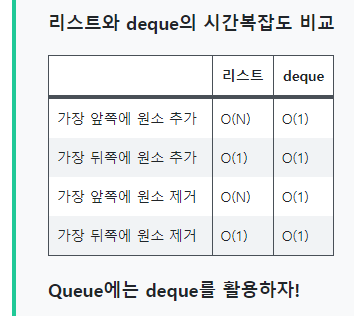 리스트와 deque의 시간복잡도 비교
리스트 deque
가장 앞쪽에 원소 추가 O(N) O(1)
가장 뒤쪽에 원소 추가 O(1) O(1)
가장 앞쪽에 원소 제거 O(N) O(1)
가장 뒤쪽에 원소 제거 O(1) O(1)
Queue에는 deque를 활용하자!